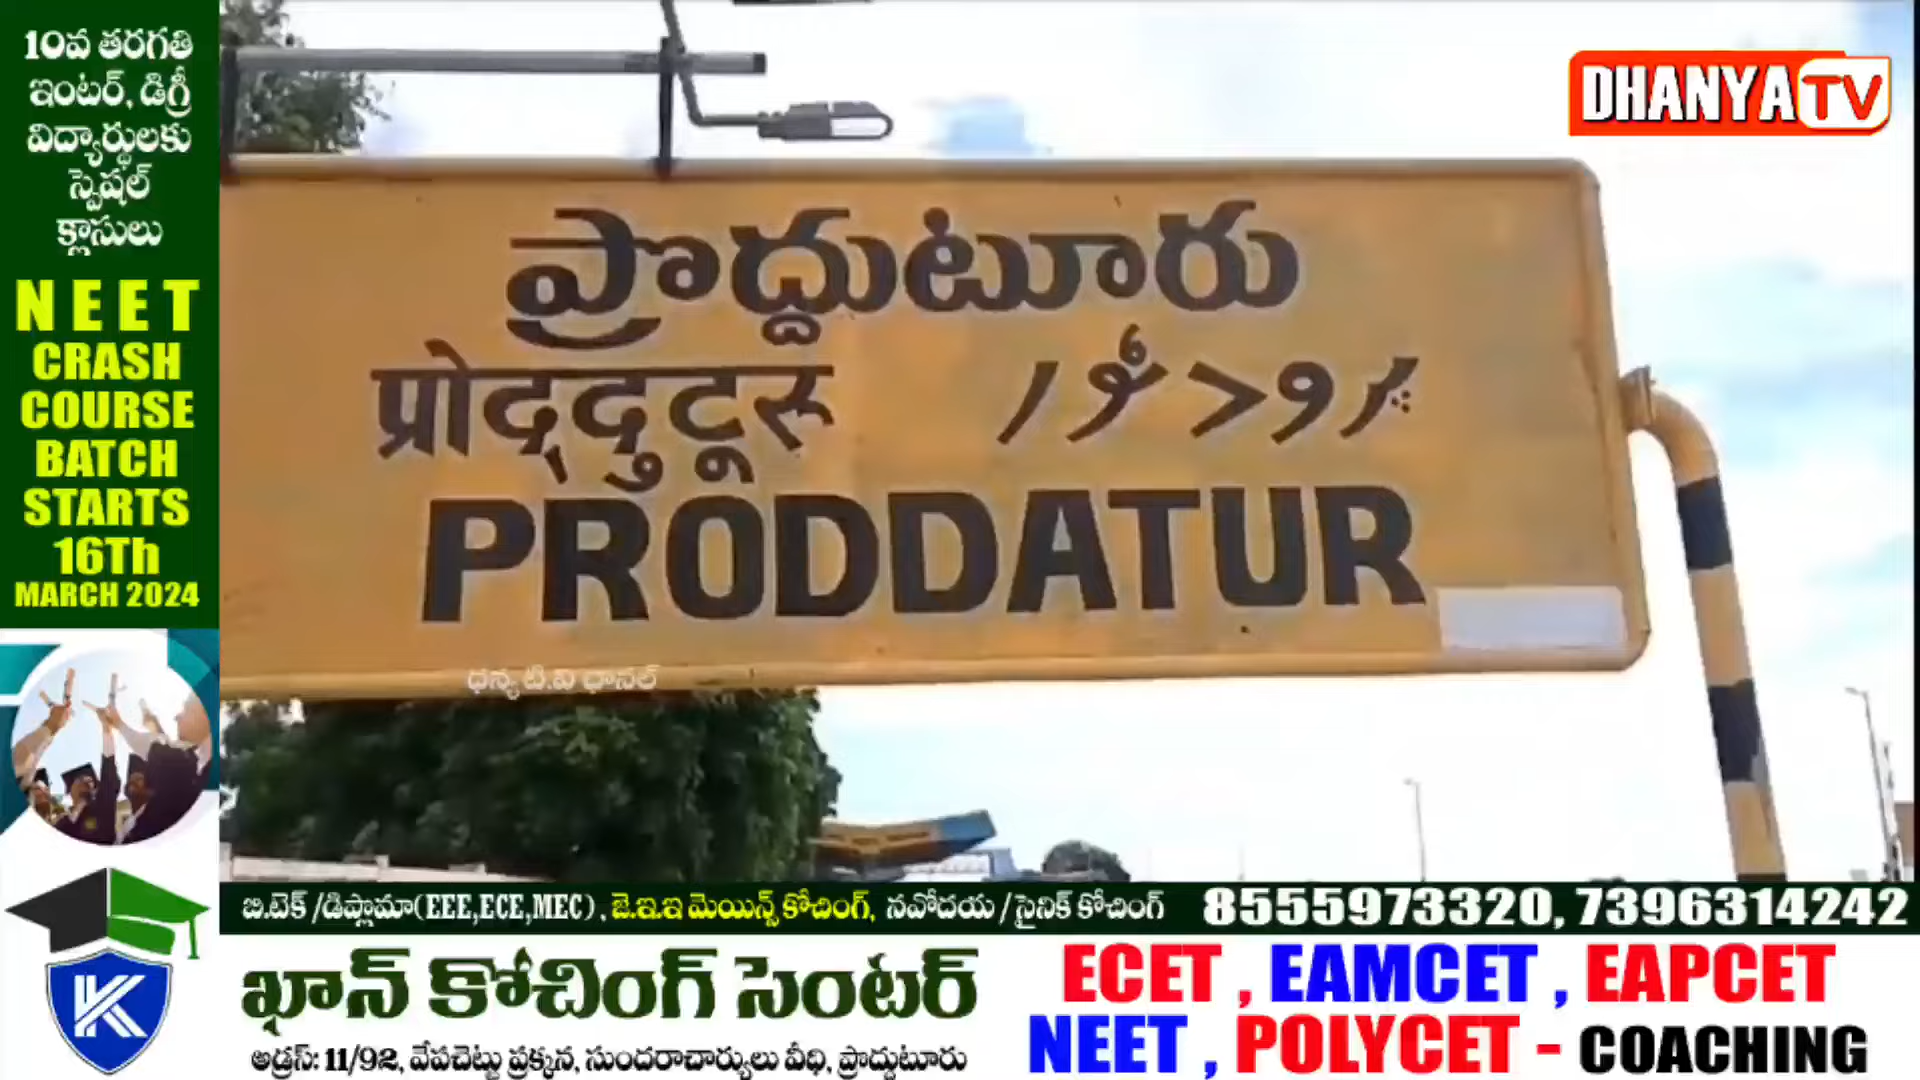 10వ తరగతి
ఇంటర్, డిగ్రీ
విద్యార్థులకు
స్పెషల్
క్లాసులు
NEET
CRASH
COURSE
BATCH
STARTS
16Th
MARCH 2024
DHANYA TV
ప్రొద్దుటూరు
प्रोद्‌दुटूरु
PRODDATUR
ధన్య టి.వి ఛానల్
బి.టెక్ /డిప్లొమా(EEE,ECE,MEC) , జె.ఇ.ఇ మెయిన్స్ కోచింగ్, నవోదయ / సైనిక్ కోచింగ్ 8555973320, 7396314242
ఖాన్ కోచింగ్ సెంటర్
అడ్రస్: 11/92, వేపచెట్టు ప్రక్కన, సుందరాచార్యులు వీధి, ప్రొద్దుటూరు
ECET , EAMCET , EAPCET
NEET , POLYCET - COACHING
K